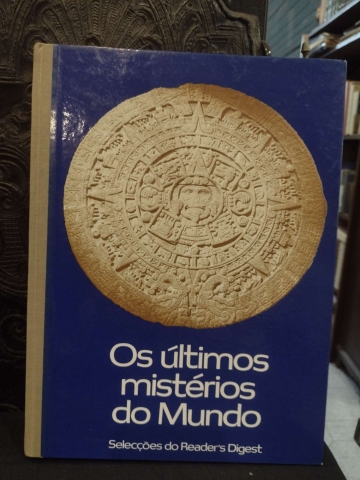 Os últimos
mistérios
do Mundo
Selecções do Reader's Digest